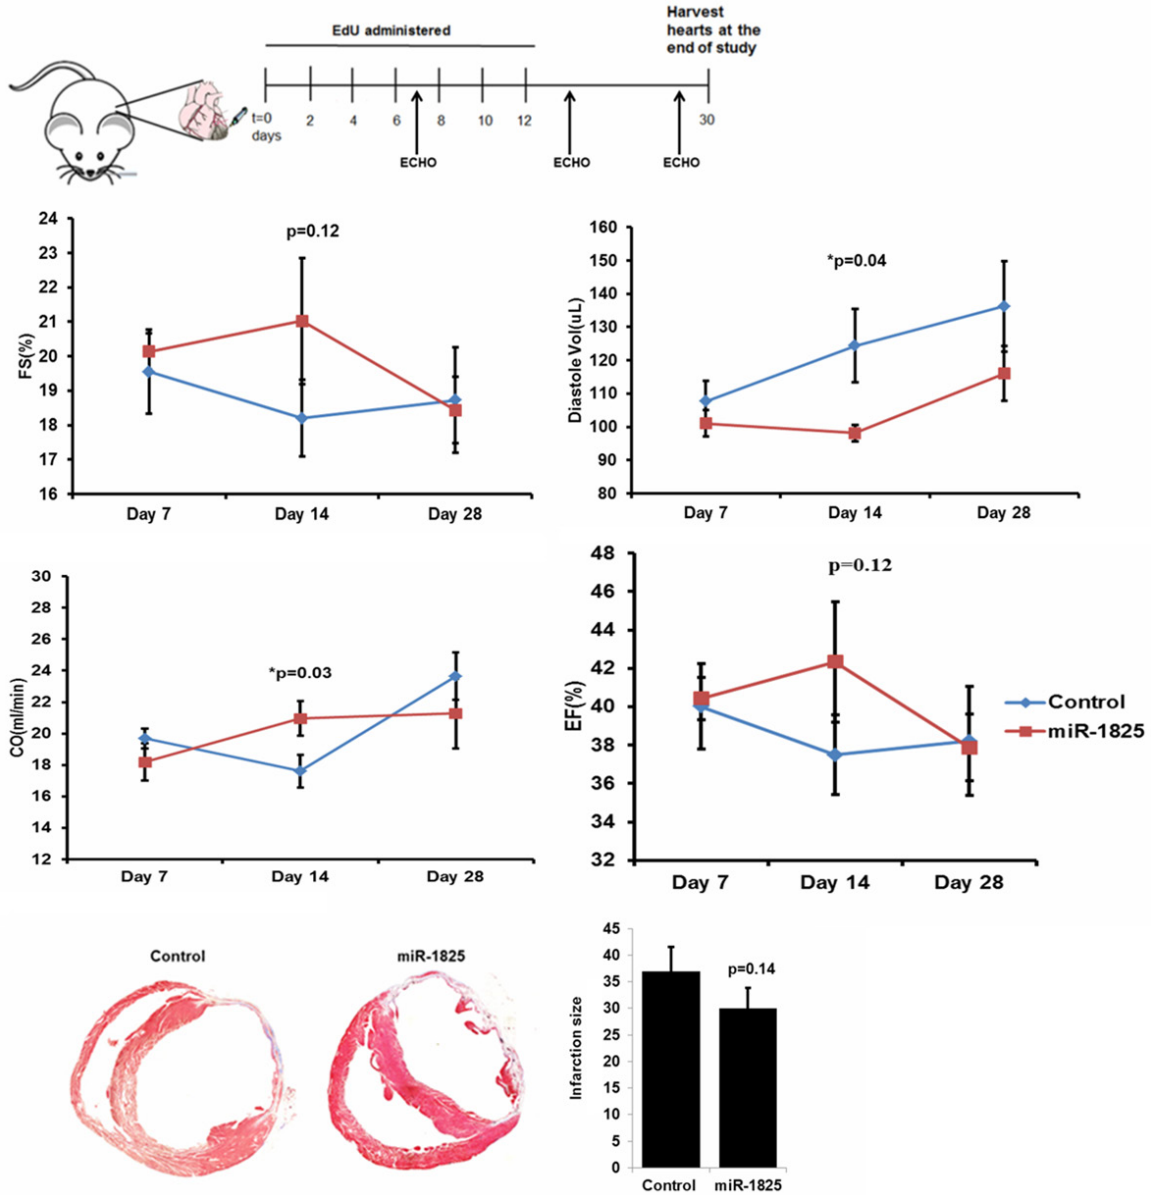 EdU administered
Harvest
hearts at the
end of study
t=0
days
2 4 6 8 10 12 30
ECHO ECHO ECHO
24
23
22
21
20
19
18
17
16
FS(%)
p=0.12
Day 7 Day 14 Day 28
160
150
140
130
120
110
100
90
80
Diastole Vol(uL)
*p=0.04
Day 7 Day 14 Day 28
30
28
26
24
22
20
18
16
14
12
CO(ml/min)
*p=0.03
Day 7 Day 14 Day 28
48
46
44
42
40
38
36
34
32
EF(%)
p=0.12
Day 7 Day 14 Day 28
Control
miR-1825
Control
miR-1825
45
40
35
30
25
20
15
10
5
0
Infarction size
p=0.14
Control miR-1825